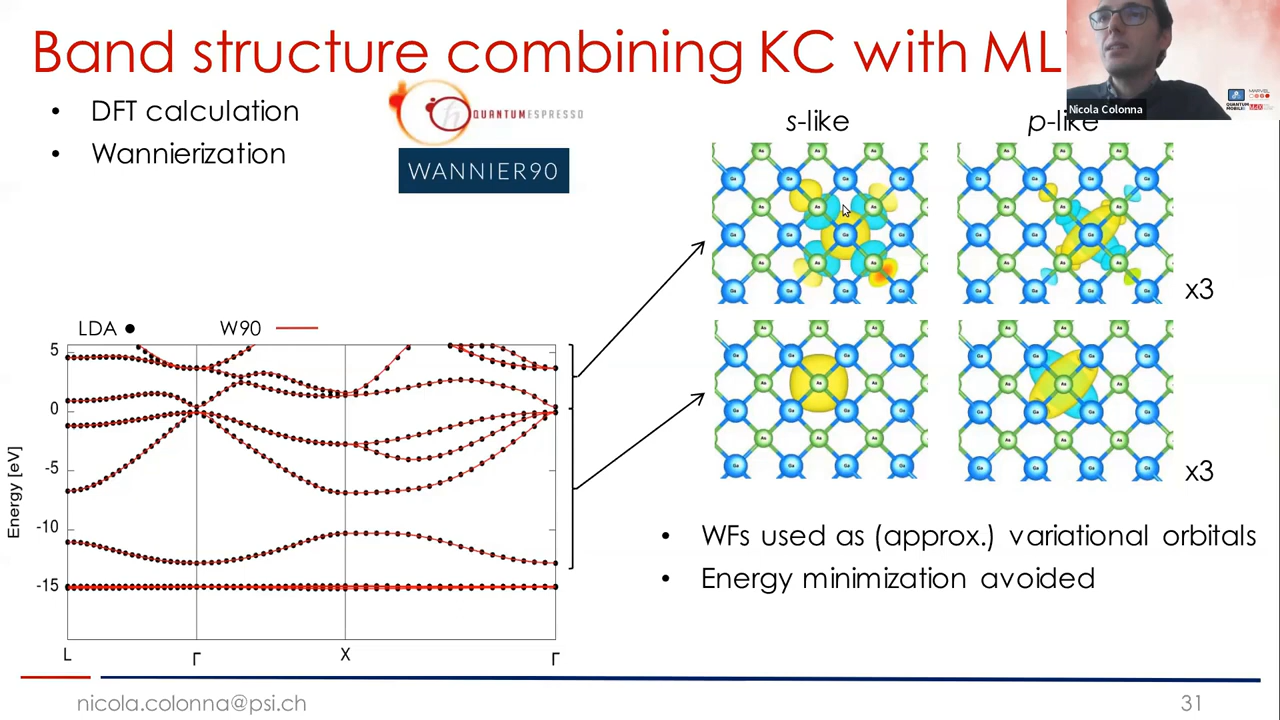 Band structure combining KC with ML
• DFT calculation
• Wannierization
QUANTUMESPRESSO
WANNIER90
Nicola Colonna
s-like
p-like
x3
x3
LDA
W90
5
0
-5
-10
-15
Energy [eV]
L
Γ
X
Γ
• WFs used as (approx.) variational orbitals
• Energy minimization avoided
nicola.colonna@psi.ch
31